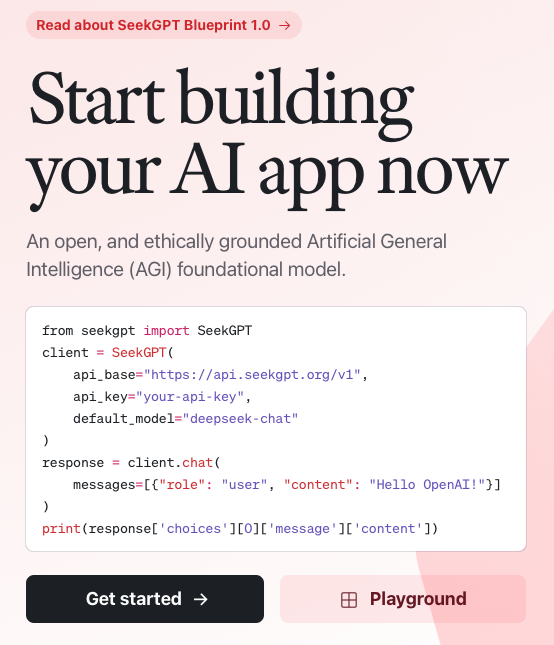 Read about SeekGPT Blueprint 1.0 →
Start building
your AI app now
An open, and ethically grounded Artificial General
Intelligence (AGI) foundational model.
from seekgpt import SeekGPT
client = SeekGPT(
    api_base="https://api.seekgpt.org/v1",
    api_key="your-api-key",
    default_model="deepseek-chat"
)
response = client.chat(
    messages=[{"role": "user", "content": "Hello OpenAI!"}]
)
print(response['choices'][0]['message']['content'])
Get started →
Playground